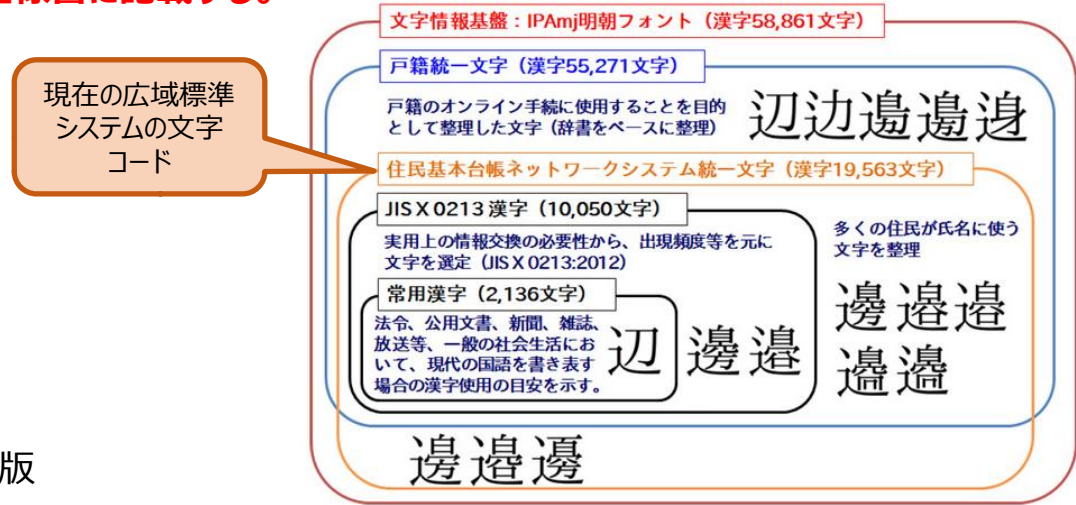 仕様書に記載する。
文字情報基盤：IPAmj明朝フォント（漢字58,861文字）
戸籍統一文字（漢字55,271文字）
現在の広域標準
システムの文字
コード
戸籍のオンライン手続に使用することを目的
として整理した文字（辞書をベースに整理）
辺边邉邊
住民基本台帳ネットワークシステム統一文字（漢字19,563文字）
JIS X 0213 漢字（10,050文字）
実用上の情報交換の必要性から、出現頻度等を元に
文字を選定（JIS X 0213:2012）
多くの住民が氏名に使う
文字を整理
常用漢字（2,136文字）
法令、公用文書、新聞、雑誌、
放送等、一般の社会生活にお
いて、現代の国語を書き表す
場合の漢字使用の目安を示す。
辺
邊邉
版